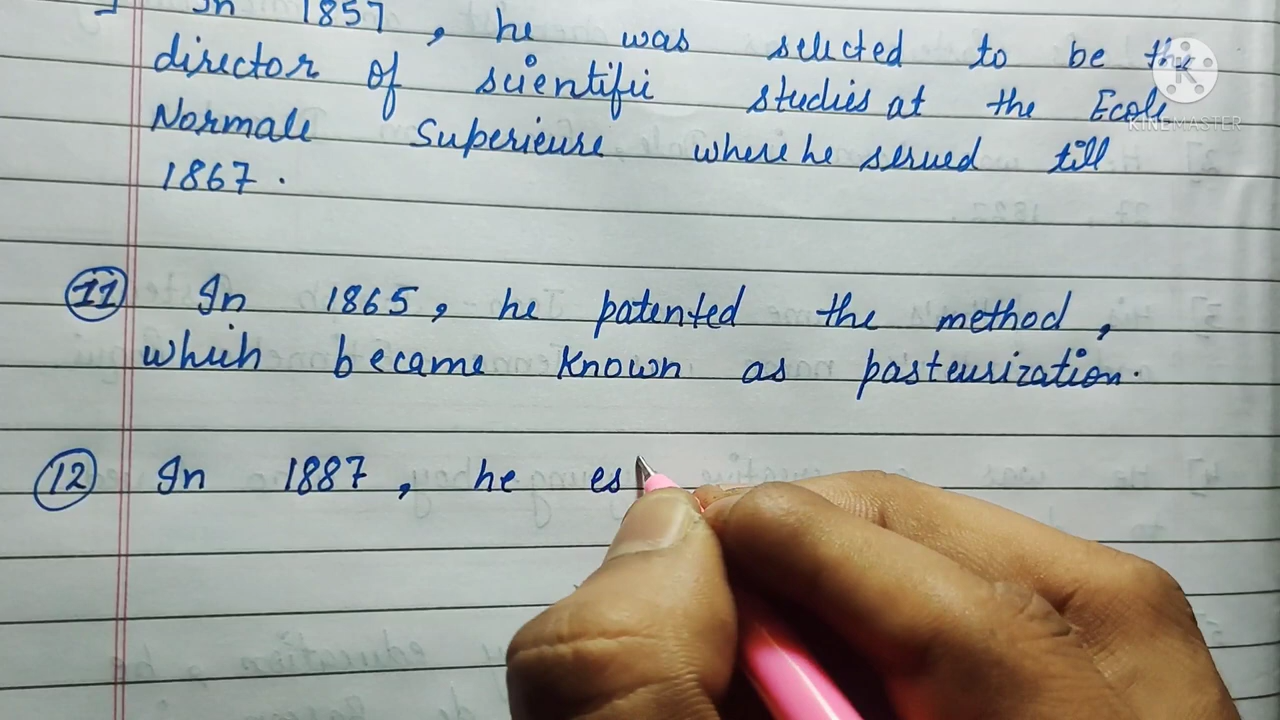 In 1857, he was selected to be the
director of scientific studies at the Ecole
Normale Superieure where he served till
1867.
11 In 1865, he patented the method,
which became known as pasteurization.
12 In 1887, he es
KINEMASTER